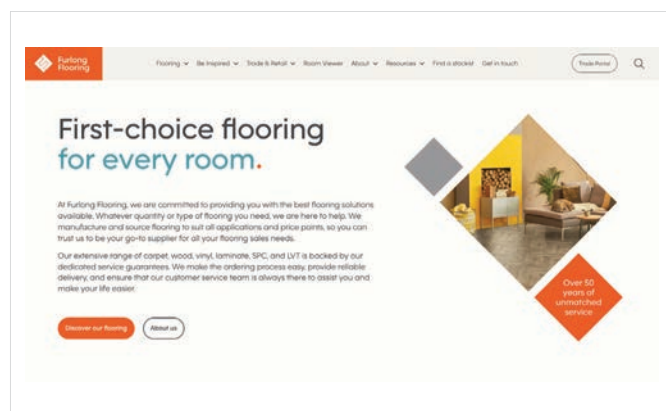 Furlong
Flooring
Flooring Be Inspired Trade & Retail Room Viewer About Resources Find a stockist Get in touch Trade Portal
First-choice flooring
for every room.
At Furlong Flooring, we are committed to providing you with the best flooring solutions
available. Whatever quantity or type of flooring you need, we are here to help. We
manufacture and source flooring to suit all applications and price points, so you can
trust us to be your go-to supplier for all your flooring sales needs.
Our extensive range of carpet, wood, vinyl, laminate, SPC, and LVT is backed by our
dedicated service guarantees. We make the ordering process easy, provide reliable
delivery, and ensure that our customer service team is always there to assist you and
make your life easier.
Over 50
years of
unmatched
service
Discover our flooring About us